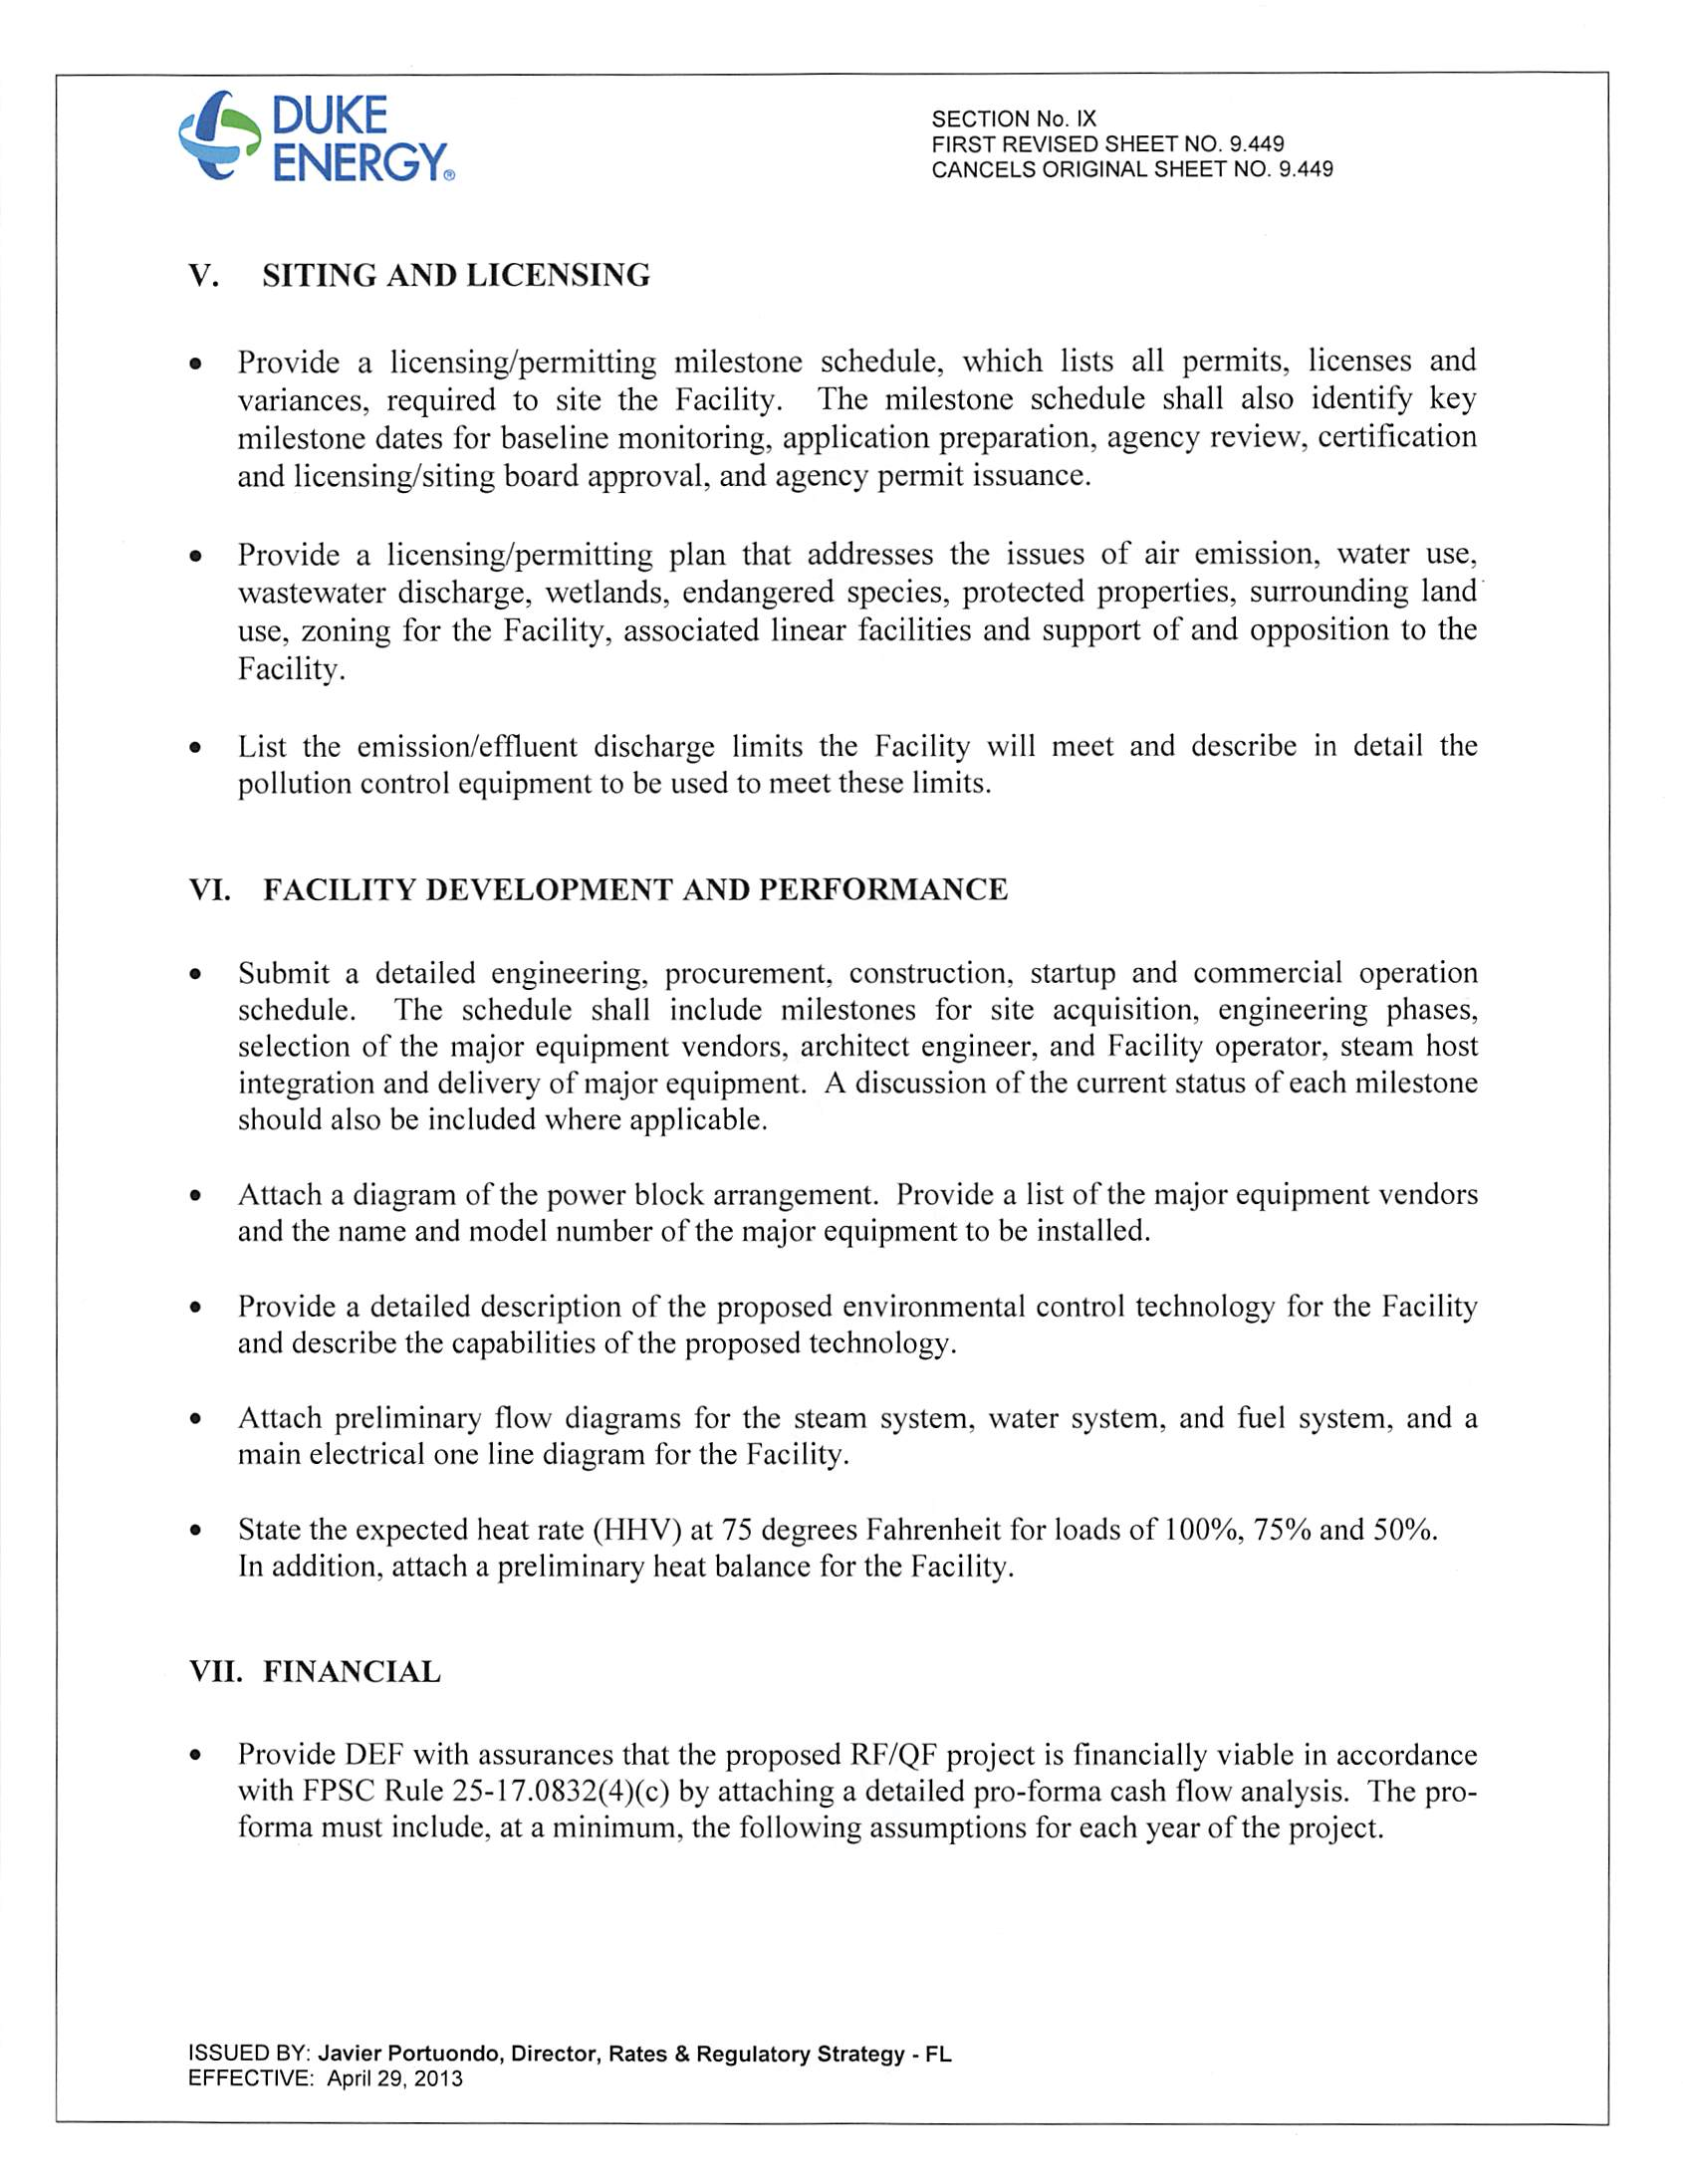 DUKE
ENERGY®
SECTION No. IX
FIRST REVISED SHEET NO. 9.449
CANCELS ORIGINAL SHEET NO. 9.449
V. SITING AND LICENSING
• Provide a licensing/permitting milestone schedule, which lists all permits, licenses and
variances, required to site the Facility. The milestone schedule shall also identify key
milestone dates for baseline monitoring, application preparation, agency review, certification
and licensing/siting board approval, and agency permit issuance.
• Provide a licensing/permitting plan that addresses the issues of air emission, water use,
wastewater discharge, wetlands, endangered species, protected properties, surrounding land
use, zoning for the Facility, associated linear facilities and support of and opposition to the
Facility.
• List the emission/effluent discharge limits the Facility will meet and describe in detail the
pollution control equipment to be used to meet these limits.
VI. FACILITY DEVELOPMENT AND PERFORMANCE
• Submit a detailed engineering, procurement, construction, startup and commercial operation
schedule. The schedule shall include milestones for site acquisition, engineering phases,
selection of the major equipment vendors, architect engineer, and Facility operator, steam host
integration and delivery of major equipment. A discussion of the current status of each milestone
should also be included where applicable.
• Attach a diagram of the power block arrangement. Provide a list of the major equipment vendors
and the name and model number of the major equipment to be installed.
• Provide a detailed description of the proposed environmental control technology for the Facility
and describe the capabilities of the proposed technology.
• Attach preliminary flow diagrams for the steam system, water system, and fuel system, and a
main electrical one line diagram for the Facility.
• State the expected heat rate (HHV) at 75 degrees Fahrenheit for loads of 100%, 75% and 50%.
In addition, attach a preliminary heat balance for the Facility.
VII. FINANCIAL
• Provide DEF with assurances that the proposed RF/QF project is financially viable in accordance
with FPSC Rule 25-17.0832(4)(c) by attaching a detailed pro-forma cash flow analysis. The pro-
forma must include, at a minimum, the following assumptions for each year of the project.
ISSUED BY: Javier Portuondo, Director, Rates & Regulatory Strategy - FL
EFFECTIVE: April 29, 2013